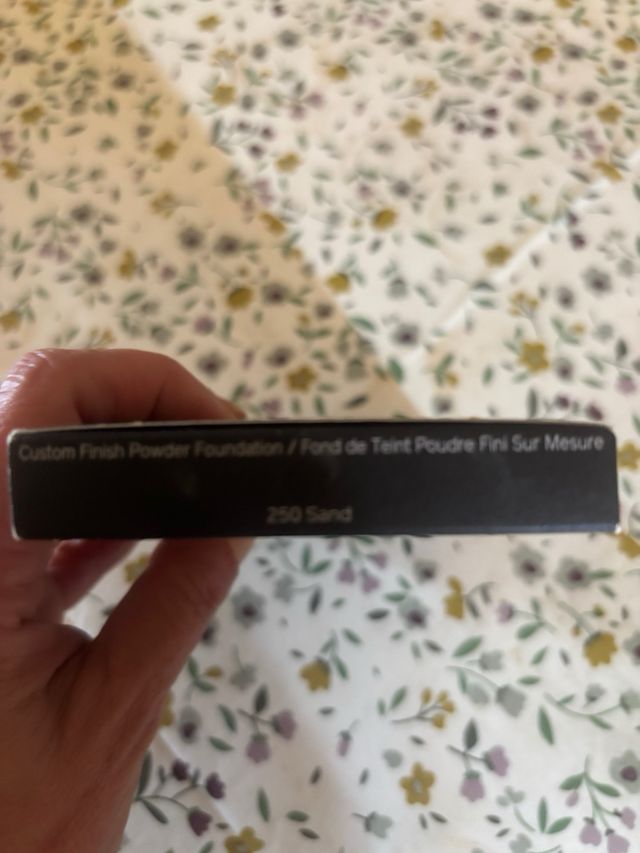 Custom Finish Powder Foundation / Fond de Teint Poudre Fini Sur Mesure
250 Sand